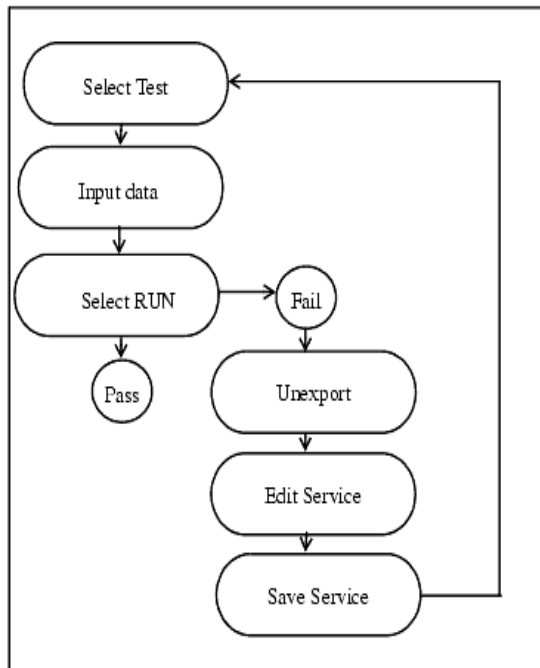 Select Test
Input data
Select RUN
Fail
Pass
Unexport
Edit Service
Save Service